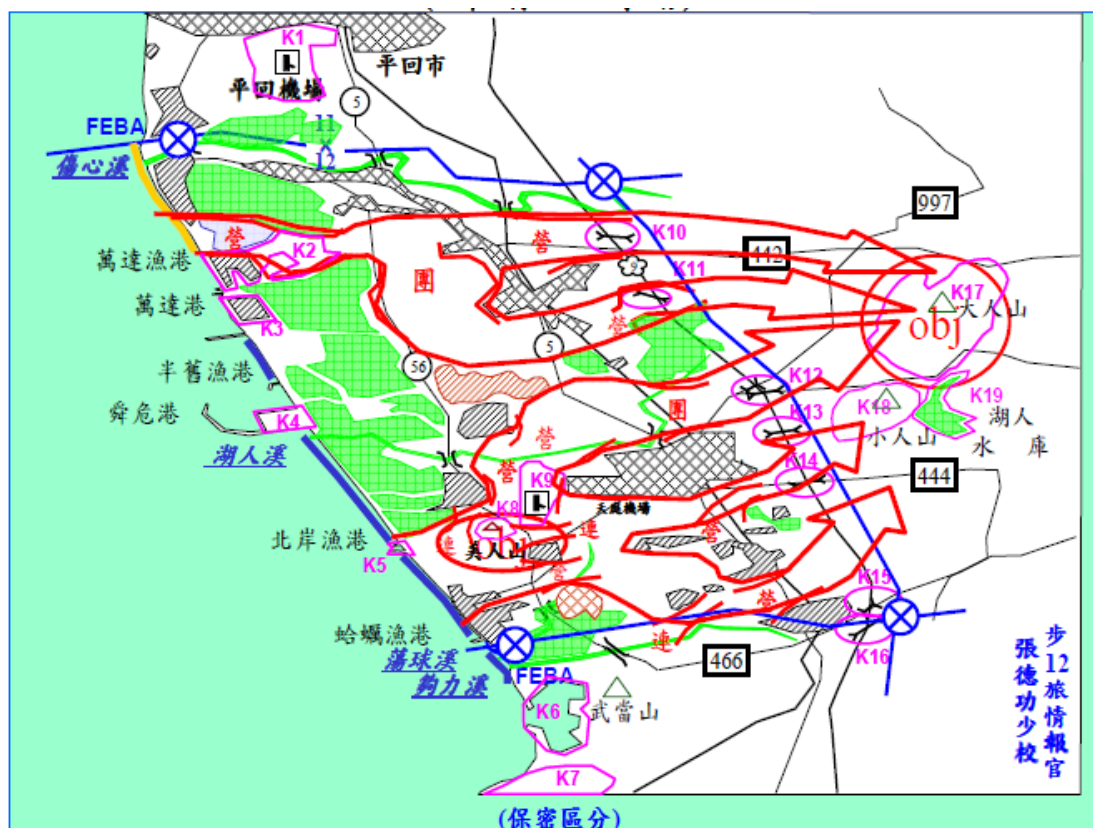 K1
平回市
平回機場
5
FEBA
11
X
12
傷心溪
997
營
K2
K10
營
442
萬達漁港
團
K11
K17
大人山
obj
萬達港
K3
營
5
半舊漁港
56
K12
K19
舜危港
K4
團
K13
K18
湖人
小人山
水 庫
湖人溪
營
K14
營
K9
444
K8
天庭機場
北岸漁港
連
連
營
K5
美人山
營
K15
營
蛤蠣漁港
連
蕩球溪
466
K16
夠力溪
FEBA
K6
武當山
K7
步12旅情報官
張德功少校
(保密區分)